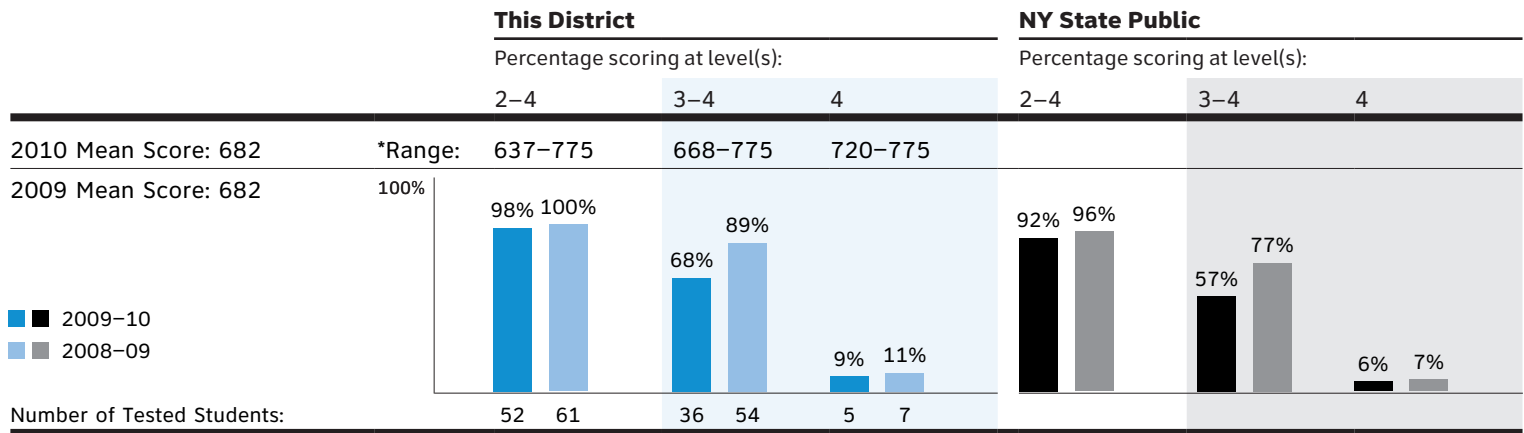 This District NY State Public
Percentage scoring at level(s): Percentage scoring at level(s):
2–4 3–4 4 2–4 3–4 4
2010 Mean Score: 682 *Range: 637–775 668–775 720–775
2009 Mean Score: 682 100%
98% 100% 89% 92% 96%
68% 77%
57%
9% 11% 6% 7%
2009–10
2008–09
Number of Tested Students: 52 61 36 54 5 7